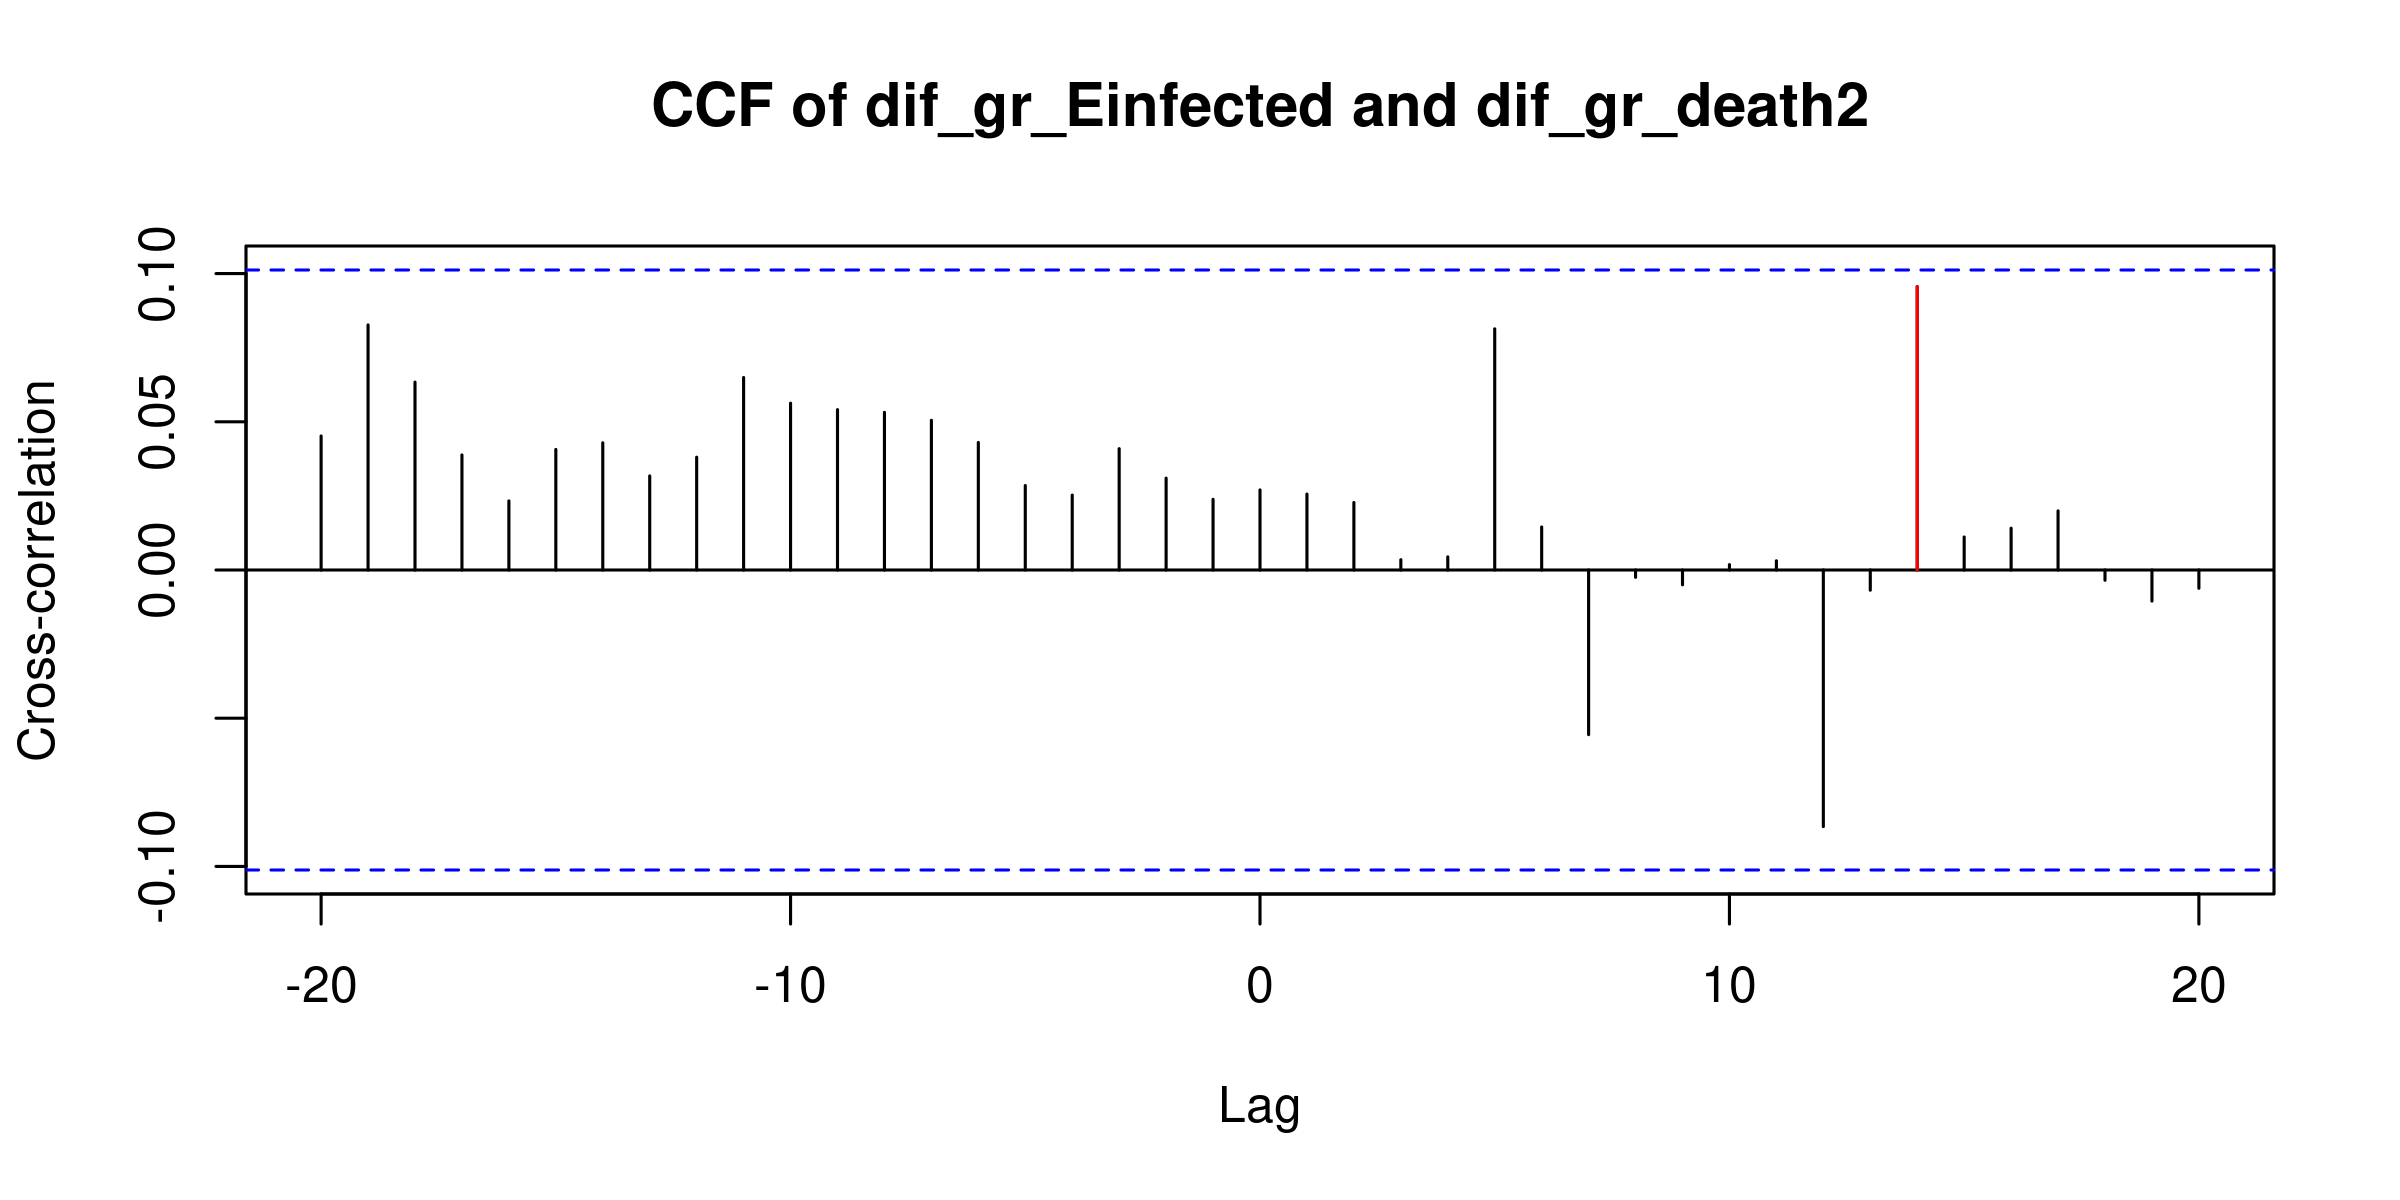 CCF of dif_gr_Einfected and dif_gr_death2
Cross-correlation
0.10
0.05
0.00
-0.10
-20 -10 0 10 20
Lag